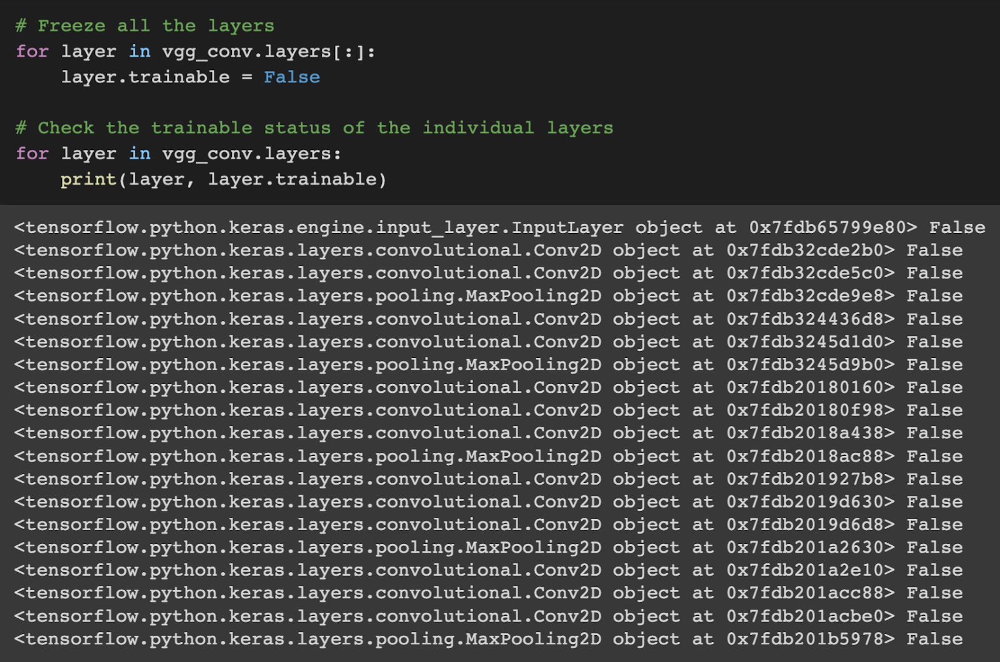 # Freeze all the layers
for layer in vgg_conv.layers[:]:
    layer.trainable = False
# Check the trainable status of the individual layers
for layer in vgg_conv.layers:
    print(layer, layer.trainable)
<tensorflow.python.keras.engine.input_layer.InputLayer object at 0x7fdb65799e80> False
<tensorflow.python.keras.layers.convolutional.Conv2D object at 0x7fdb32cde2b0> False
<tensorflow.python.keras.layers.convolutional.Conv2D object at 0x7fdb32cde5c0> False
<tensorflow.python.keras.layers.pooling.MaxPooling2D object at 0x7fdb32cde9e8> False
<tensorflow.python.keras.layers.convolutional.Conv2D object at 0x7fdb324436d8> False
<tensorflow.python.keras.layers.convolutional.Conv2D object at 0x7fdb3245d1d0> False
<tensorflow.python.keras.layers.pooling.MaxPooling2D object at 0x7fdb3245d9b0> False
<tensorflow.python.keras.layers.convolutional.Conv2D object at 0x7fdb20180160> False
<tensorflow.python.keras.layers.convolutional.Conv2D object at 0x7fdb20180f98> False
<tensorflow.python.keras.layers.convolutional.Conv2D object at 0x7fdb2018a438> False
<tensorflow.python.keras.layers.pooling.MaxPooling2D object at 0x7fdb2018ac88> False
<tensorflow.python.keras.layers.convolutional.Conv2D object at 0x7fdb201927b8> False
<tensorflow.python.keras.layers.convolutional.Conv2D object at 0x7fdb2019d630> False
<tensorflow.python.keras.layers.convolutional.Conv2D object at 0x7fdb2019d6d8> False
<tensorflow.python.keras.layers.pooling.MaxPooling2D object at 0x7fdb201a2630> False
<tensorflow.python.keras.layers.convolutional.Conv2D object at 0x7fdb201a2e10> False
<tensorflow.python.keras.layers.convolutional.Conv2D object at 0x7fdb201acc88> False
<tensorflow.python.keras.layers.convolutional.Conv2D object at 0x7fdb201acbe0> False
<tensorflow.python.keras.layers.pooling.MaxPooling2D object at 0x7fdb201b5978> False